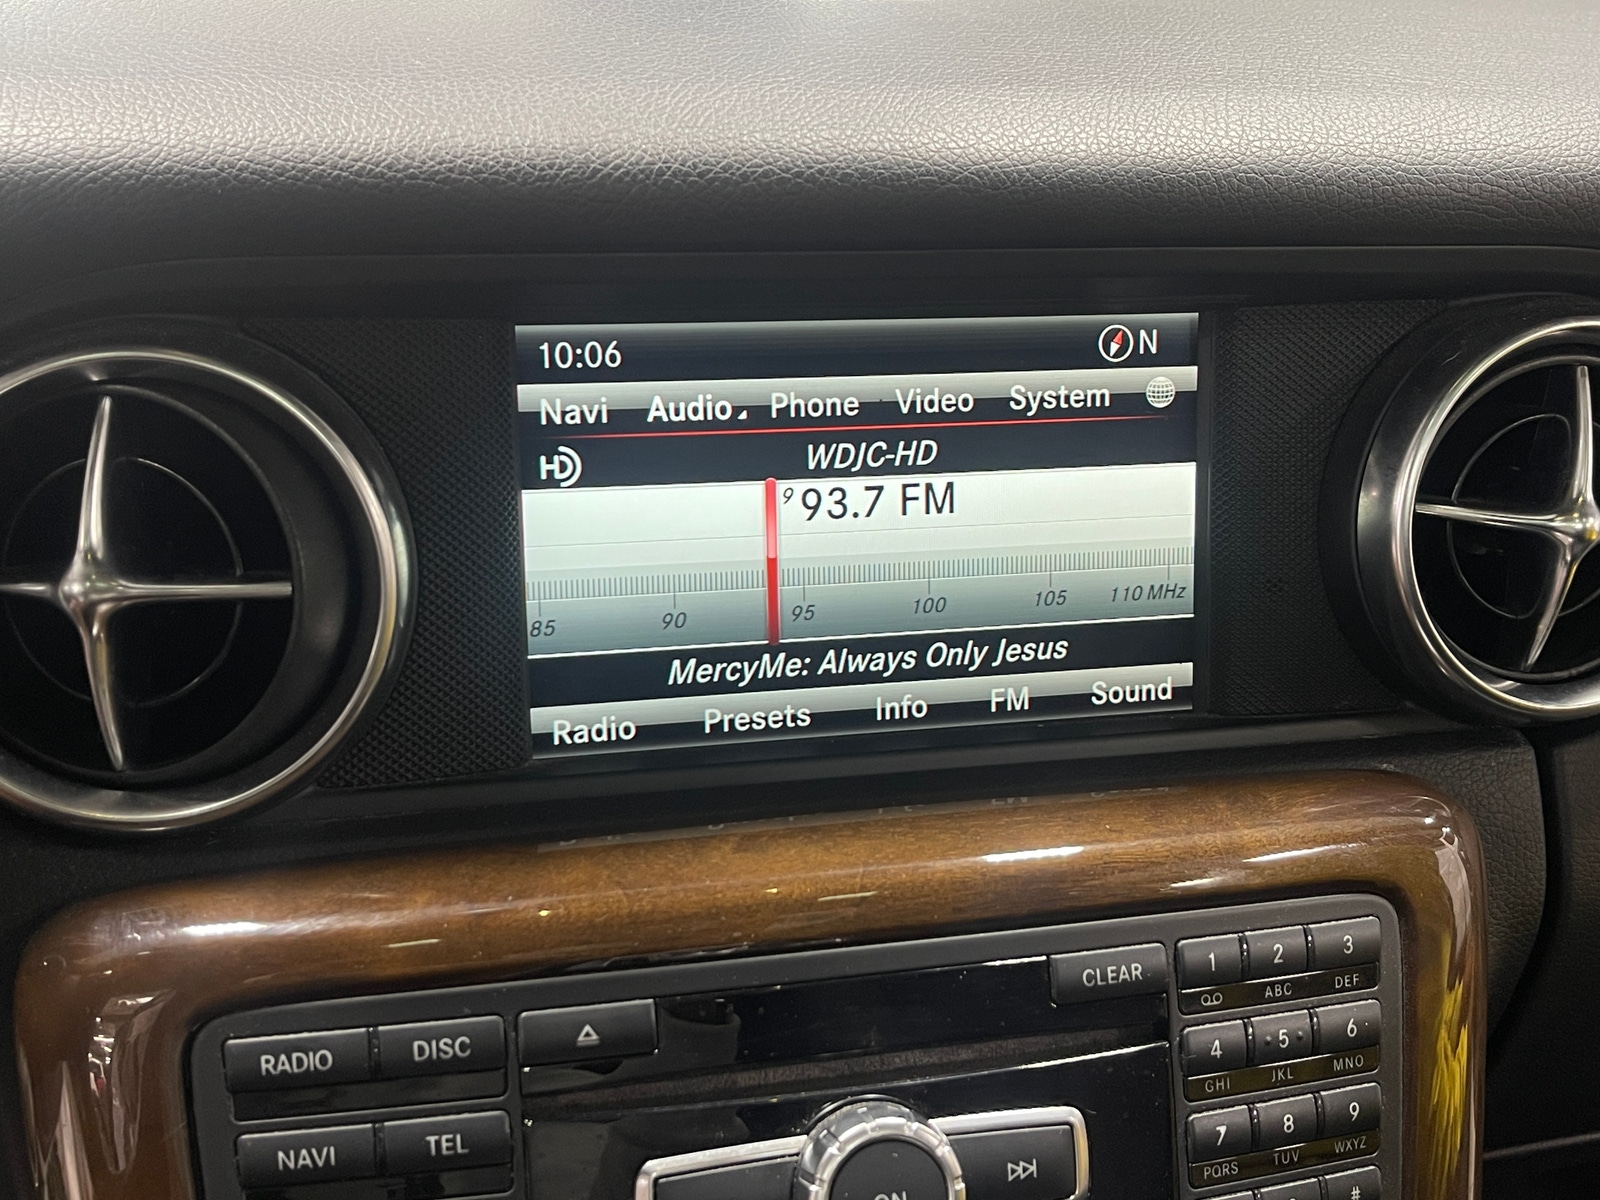 10:06 N
Navi Audio Phone Video System
HD WDJC-HD
9 93.7 FM
85 90 95 100 105 110 MHz
MercyMe: Always Only Jesus
Radio Presets Info FM Sound
CLEAR
1 2 3
ABC DEF
RADIO DISC
4 5 6
GHI JKL MNO
NAVI TEL
7 8 9
PQRS TUV WXYZ
ON
#